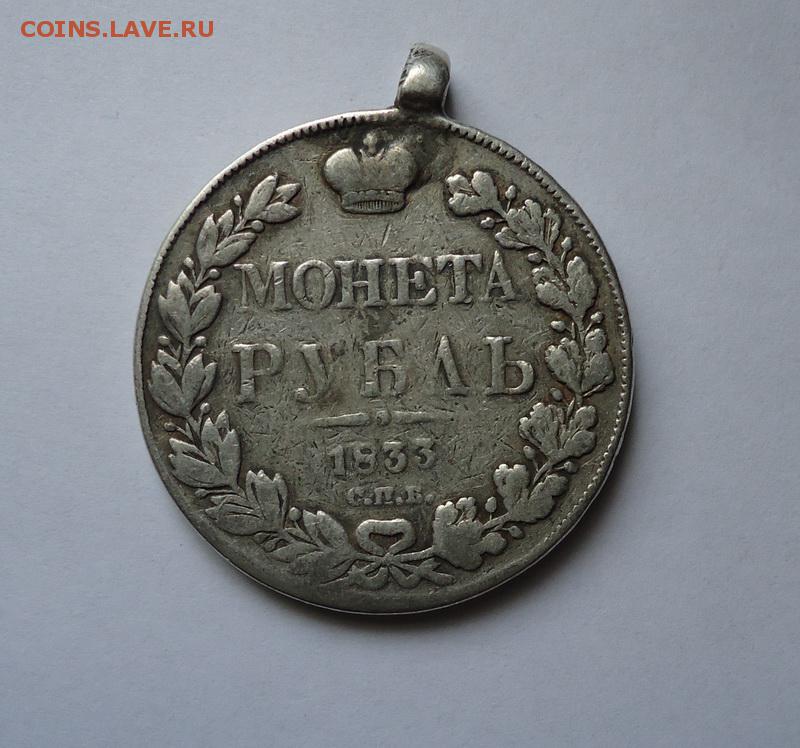 COINS.LAVE.RU
МОНЕТА
РУБЛЬ
1833
С.П.Б.